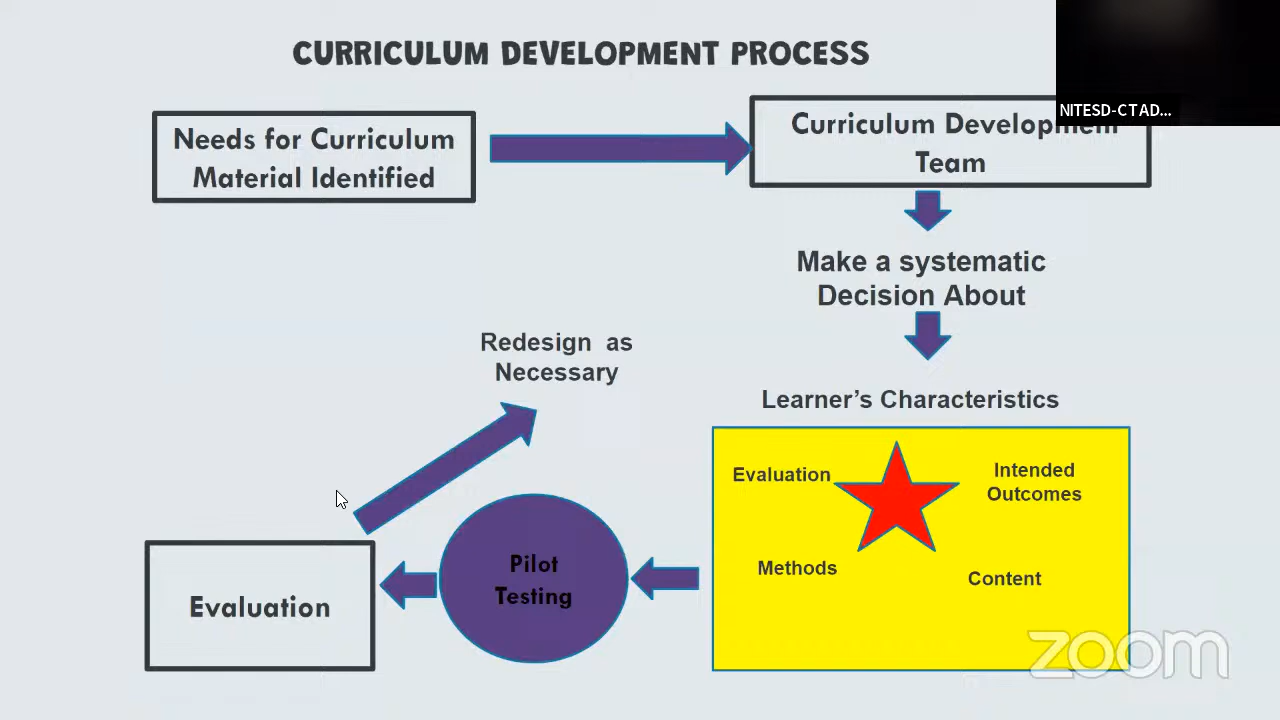 CURRICULUM DEVELOPMENT PROCESS
NITESD-CTAD...
Needs for Curriculum
Material Identified
Curriculum Development
Team
Make a systematic
Decision About
Redesign as
Necessary
Learner's Characteristics
Evaluation
Intended
Outcomes
Methods
Content
Pilot
Testing
Evaluation
zoom